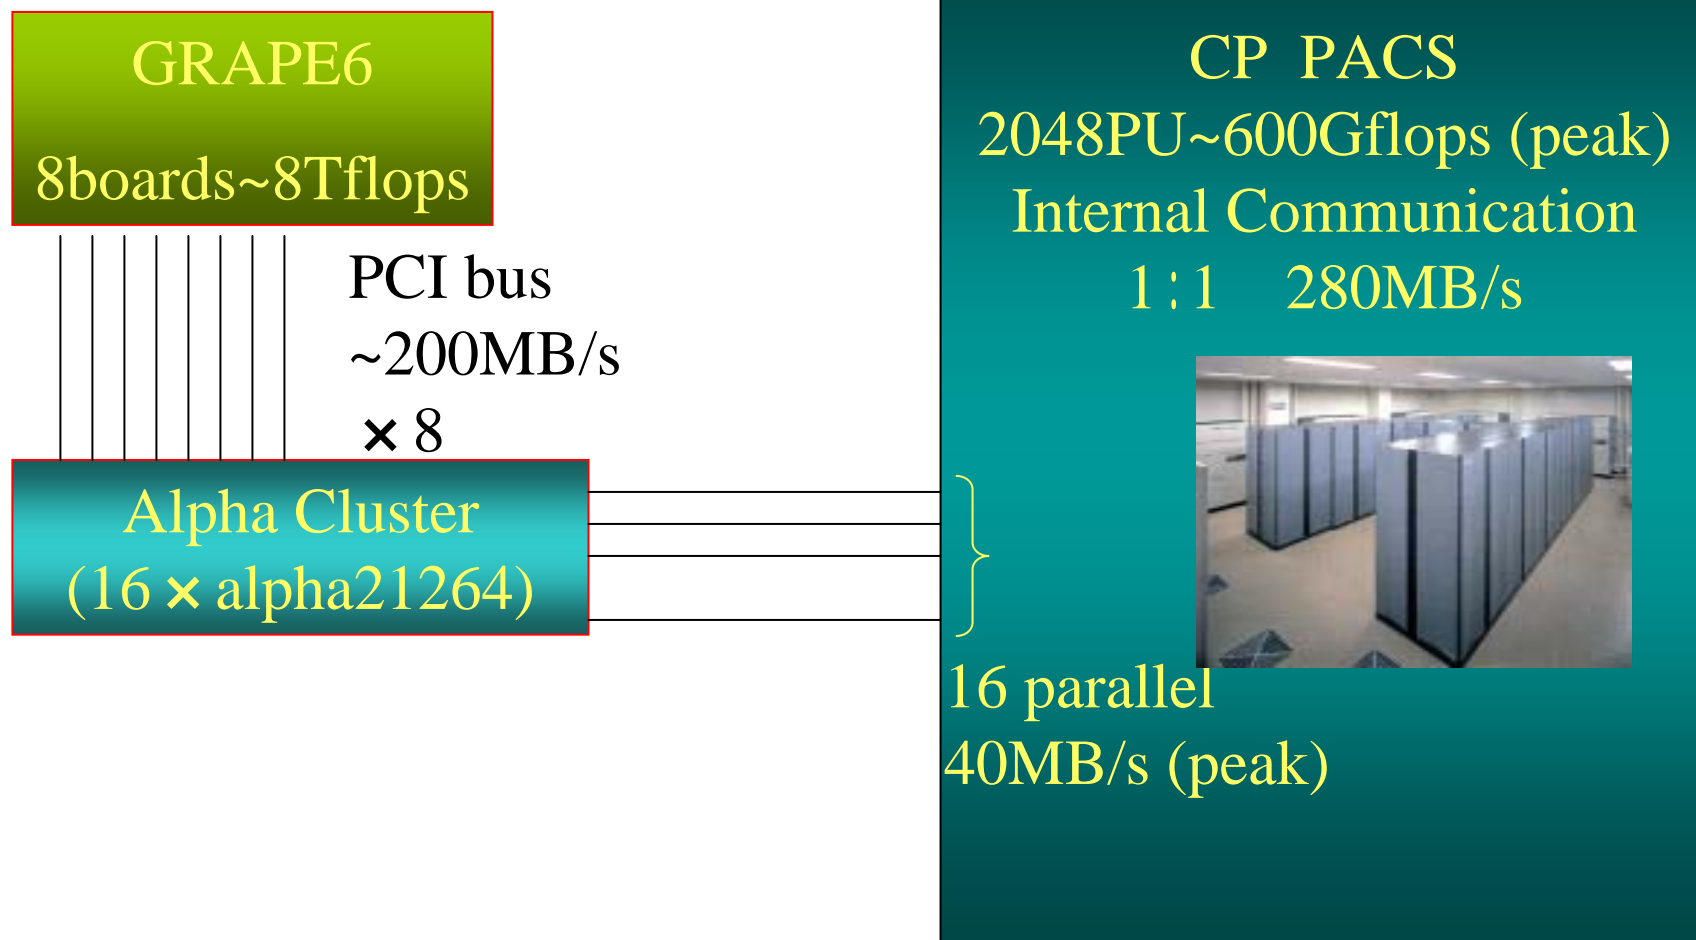 GRAPE6
8boards~8Tflops
PCI bus
~200MB/s
×8
Alpha Cluster
(16×alpha21264)
CP PACS
2048PU~600Gflops (peak)
Internal Communication
1:1 280MB/s
16 parallel
40MB/s (peak)